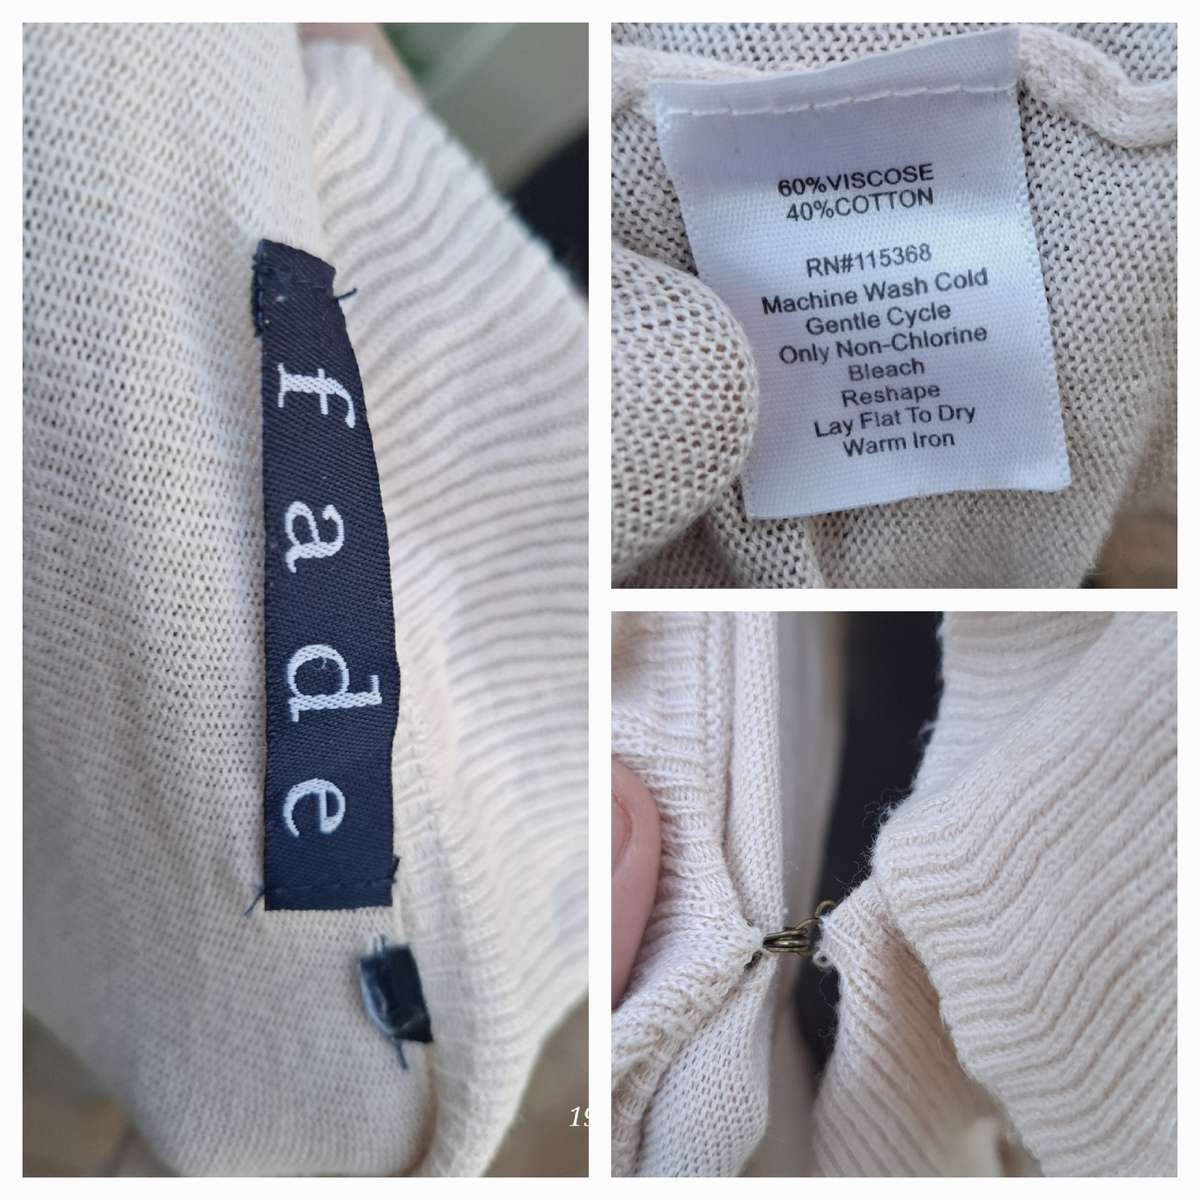 fade
60%VISCOSE
40%COTTON
RN#115368
Machine Wash Cold
Gentle Cycle
Only Non-Chlorine
Bleach
Reshape
Lay Flat To Dry
Warm Iron